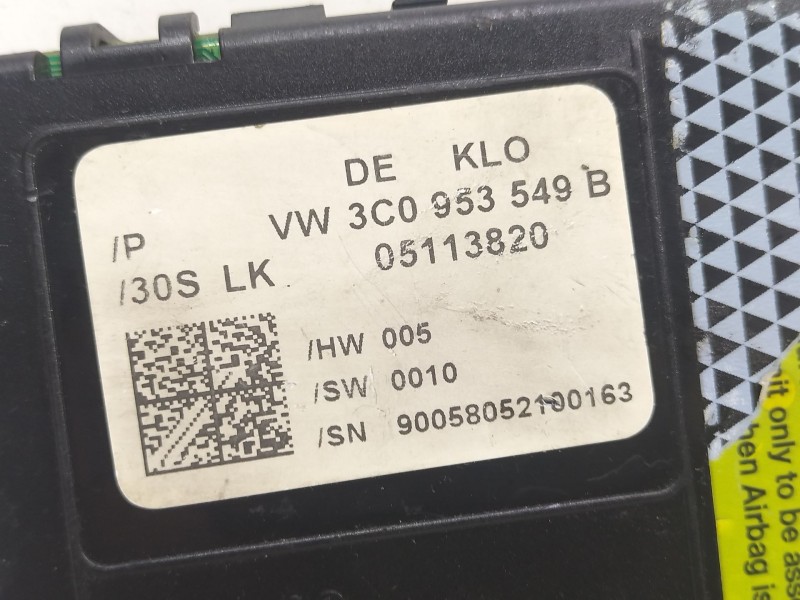 DE KLO
/P VW 3C0 953 549 B
/30S LK 05113820
/HW 005
/SW 0010
/SN 90058052100163
it only to be ass
hen Airbag is